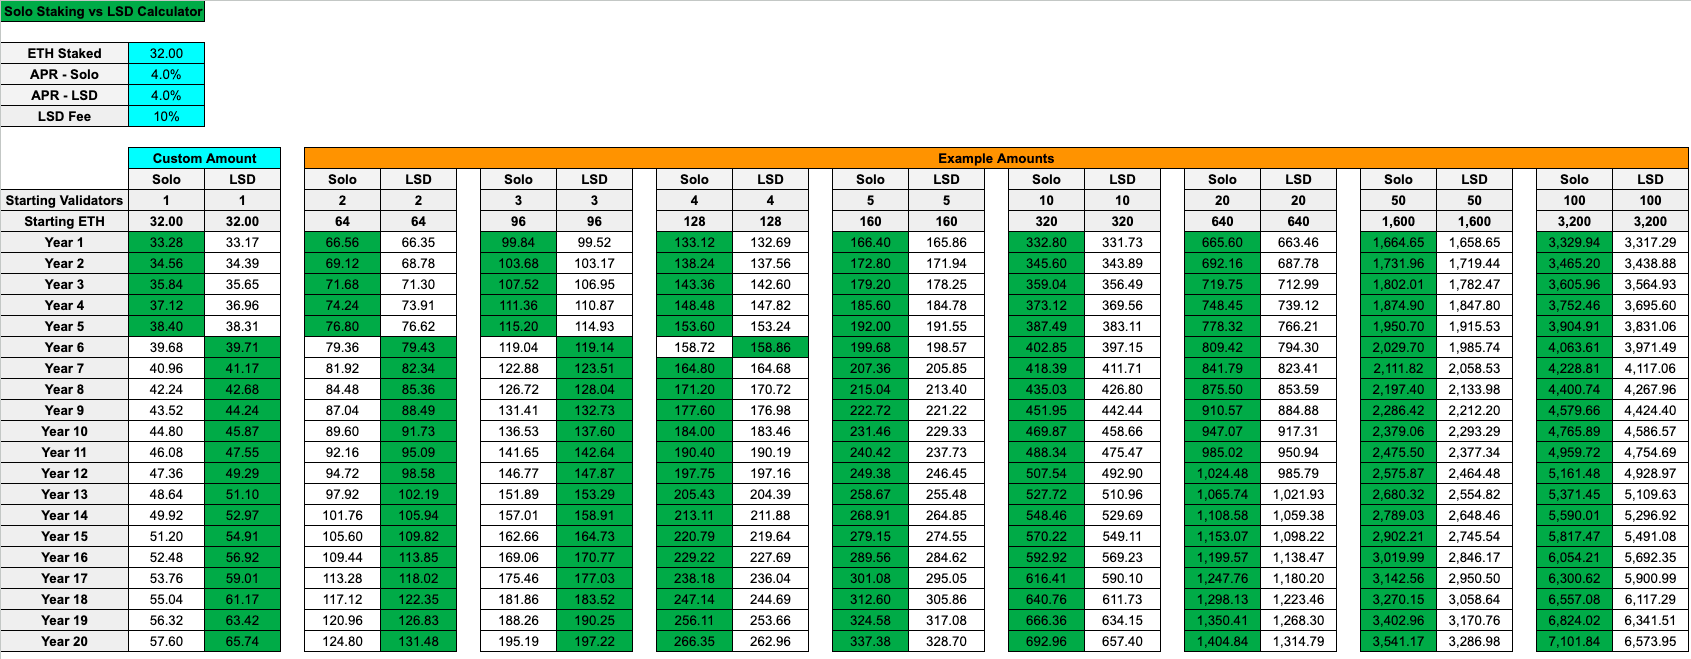 Solo Staking vs LSD Calculator
ETH Staked 32.00
APR - Solo 4.0%
APR - LSD 4.0%
LSD Fee 10%
Custom Amount Example Amounts
Solo LSD Solo LSD Solo LSD Solo LSD Solo LSD Solo LSD Solo LSD Solo LSD Solo LSD
Starting Validators 1 1 2 2 3 3 4 4 5 5 10 10 20 20 50 50 100 100
Starting ETH 32.00 32.00 64 64 96 96 128 128 160 160 320 320 640 640 1,600 1,600 3,200 3,200
Year 1 33.28 33.17 66.56 66.35 99.84 99.52 133.12 132.69 166.40 165.86 332.80 331.73 665.60 663.46 1,664.65 1,658.65 3,329.94 3,317.29
Year 2 34.56 34.39 69.12 68.78 103.68 103.17 138.24 137.56 172.80 171.94 345.60 343.89 692.16 687.78 1,731.96 1,719.44 3,465.20 3,438.88
Year 3 35.84 35.65 71.68 71.30 107.52 106.95 143.36 142.60 179.20 178.25 359.04 356.49 719.75 712.99 1,802.01 1,782.47 3,605.96 3,564.93
Year 4 37.12 36.96 74.24 73.91 111.36 110.87 148.48 147.82 185.60 184.78 373.12 369.56 748.45 739.12 1,874.90 1,847.80 3,752.46 3,695.60
Year 5 38.40 38.31 76.80 76.62 115.20 114.93 153.60 153.24 192.00 191.55 387.49 383.11 778.32 766.21 1,950.70 1,915.53 3,904.91 3,831.06
Year 6 39.68 39.71 79.36 79.43 119.04 119.14 158.72 158.86 199.68 198.57 402.85 397.15 809.42 794.30 2,029.70 1,985.74 4,063.61 3,971.49
Year 7 40.96 41.17 81.92 82.34 122.88 123.51 164.80 164.68 207.36 205.85 418.39 411.71 841.79 823.41 2,111.82 2,058.53 4,228.81 4,117.06
Year 8 42.24 42.68 84.48 85.36 126.72 128.04 171.20 170.72 215.04 213.40 435.03 426.80 875.50 853.59 2,197.40 2,133.98 4,400.74 4,267.96
Year 9 43.52 44.24 87.04 88.49 131.41 132.73 177.60 176.98 222.72 221.22 451.95 442.44 910.57 884.88 2,286.42 2,212.20 4,579.66 4,424.40
Year 10 44.80 45.87 89.60 91.73 136.53 137.60 184.00 183.46 231.46 229.33 469.87 458.66 947.07 917.31 2,379.06 2,293.29 4,765.89 4,586.57
Year 11 46.08 47.55 92.16 95.09 141.65 142.64 190.40 190.19 240.42 237.73 488.34 475.47 985.02 950.94 2,475.50 2,377.34 4,959.72 4,754.69
Year 12 47.36 49.29 94.72 98.58 146.77 147.87 197.75 197.16 249.38 246.45 507.54 492.90 1,024.48 985.79 2,575.87 2,464.48 5,161.48 4,928.97
Year 13 48.64 51.10 97.92 102.19 151.89 153.29 205.43 204.39 258.67 255.48 527.72 510.96 1,065.74 1,021.93 2,680.32 2,554.82 5,371.45 5,109.63
Year 14 49.92 52.97 101.76 105.94 157.01 158.91 213.11 211.88 268.91 264.85 548.46 529.69 1,108.58 1,059.38 2,789.03 2,648.46 5,590.01 5,296.92
Year 15 51.20 54.91 105.60 109.82 162.66 164.73 220.79 219.64 279.15 274.55 570.22 549.11 1,153.07 1,098.22 2,902.21 2,745.54 5,817.47 5,491.08
Year 16 52.48 56.92 109.44 113.85 169.06 170.77 229.22 227.69 289.56 284.62 592.92 569.23 1,199.57 1,138.47 3,019.99 2,846.17 6,054.21 5,692.35
Year 17 53.76 59.01 113.28 118.02 175.46 177.03 238.18 236.04 301.08 295.05 616.41 590.10 1,247.76 1,180.20 3,142.56 2,950.50 6,300.62 5,900.99
Year 18 55.04 61.17 117.12 122.35 181.86 183.52 247.14 244.69 312.60 305.86 640.76 611.73 1,298.13 1,223.46 3,270.15 3,058.64 6,557.08 6,117.29
Year 19 56.32 63.42 120.96 126.83 188.26 190.25 256.11 253.66 324.58 317.08 666.36 634.15 1,350.41 1,268.30 3,402.96 3,170.76 6,824.02 6,341.51
Year 20 57.60 65.74 124.80 131.48 195.19 197.22 266.35 262.96 337.38 328.70 692.96 657.40 1,404.84 1,314.79 3,541.17 3,286.98 7,101.84 6,573.95